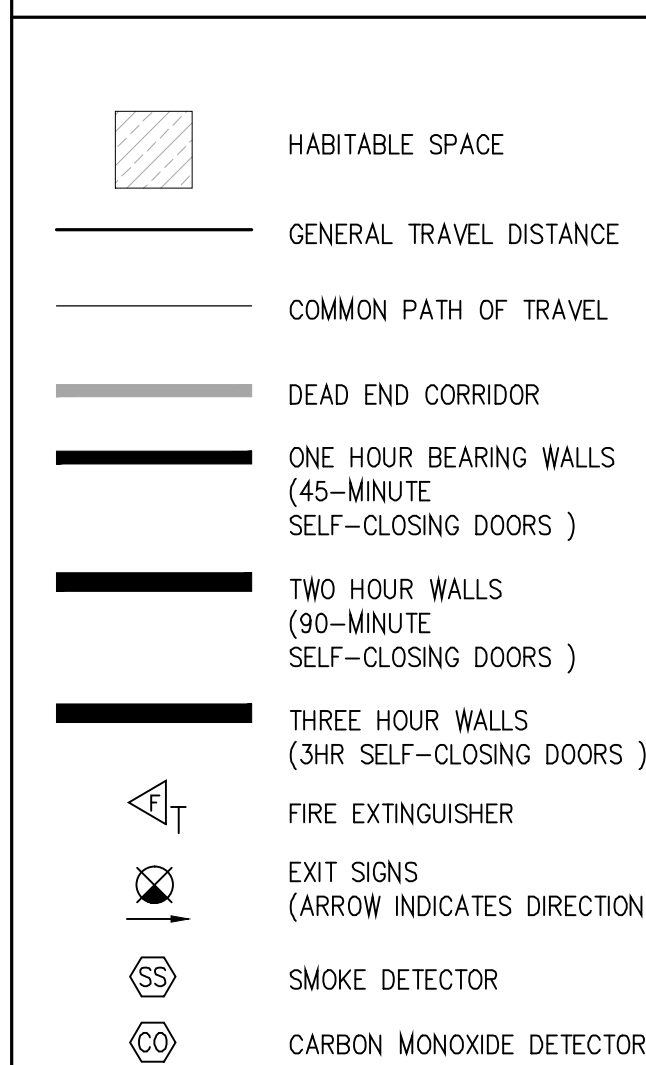 HABITABLE SPACE
GENERAL TRAVEL DISTANCE
COMMON PATH OF TRAVEL
DEAD END CORRIDOR
ONE HOUR BEARING WALLS
(45-MINUTE
SELF-CLOSING DOORS )
TWO HOUR WALLS
(90-MINUTE
SELF-CLOSING DOORS )
THREE HOUR WALLS
(3HR SELF-CLOSING DOORS )
F T FIRE EXTINGUISHER
EXIT SIGNS
(ARROW INDICATES DIRECTION
SS SMOKE DETECTOR
CO CARBON MONOXIDE DETECTOR